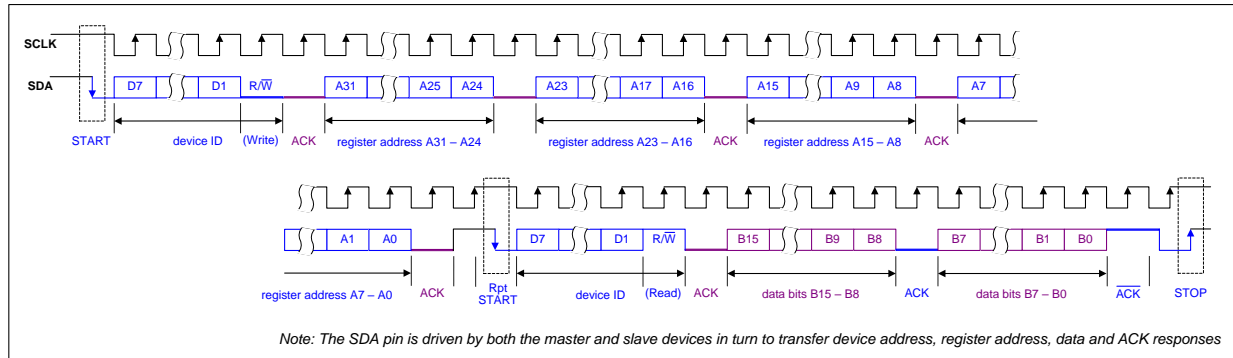 SCLK
SDA D7 D1 R/W̅ A31 A25 A24 A23 A17 A16 A15 A9 A8 A7
START device ID (Write) ACK register address A31 – A24 register address A23 – A16 ACK register address A15 – A8 ACK
A1 A0 D7 D1 R/W̅ B15 B9 B8 B7 B1 B0
register address A7 – A0 ACK Rpt START device ID (Read) ACK data bits B15 – B8 ACK data bits B7 – B0 A̅C̅K̅ STOP
Note: The SDA pin is driven by both the master and slave devices in turn to transfer device address, register address, data and ACK responses